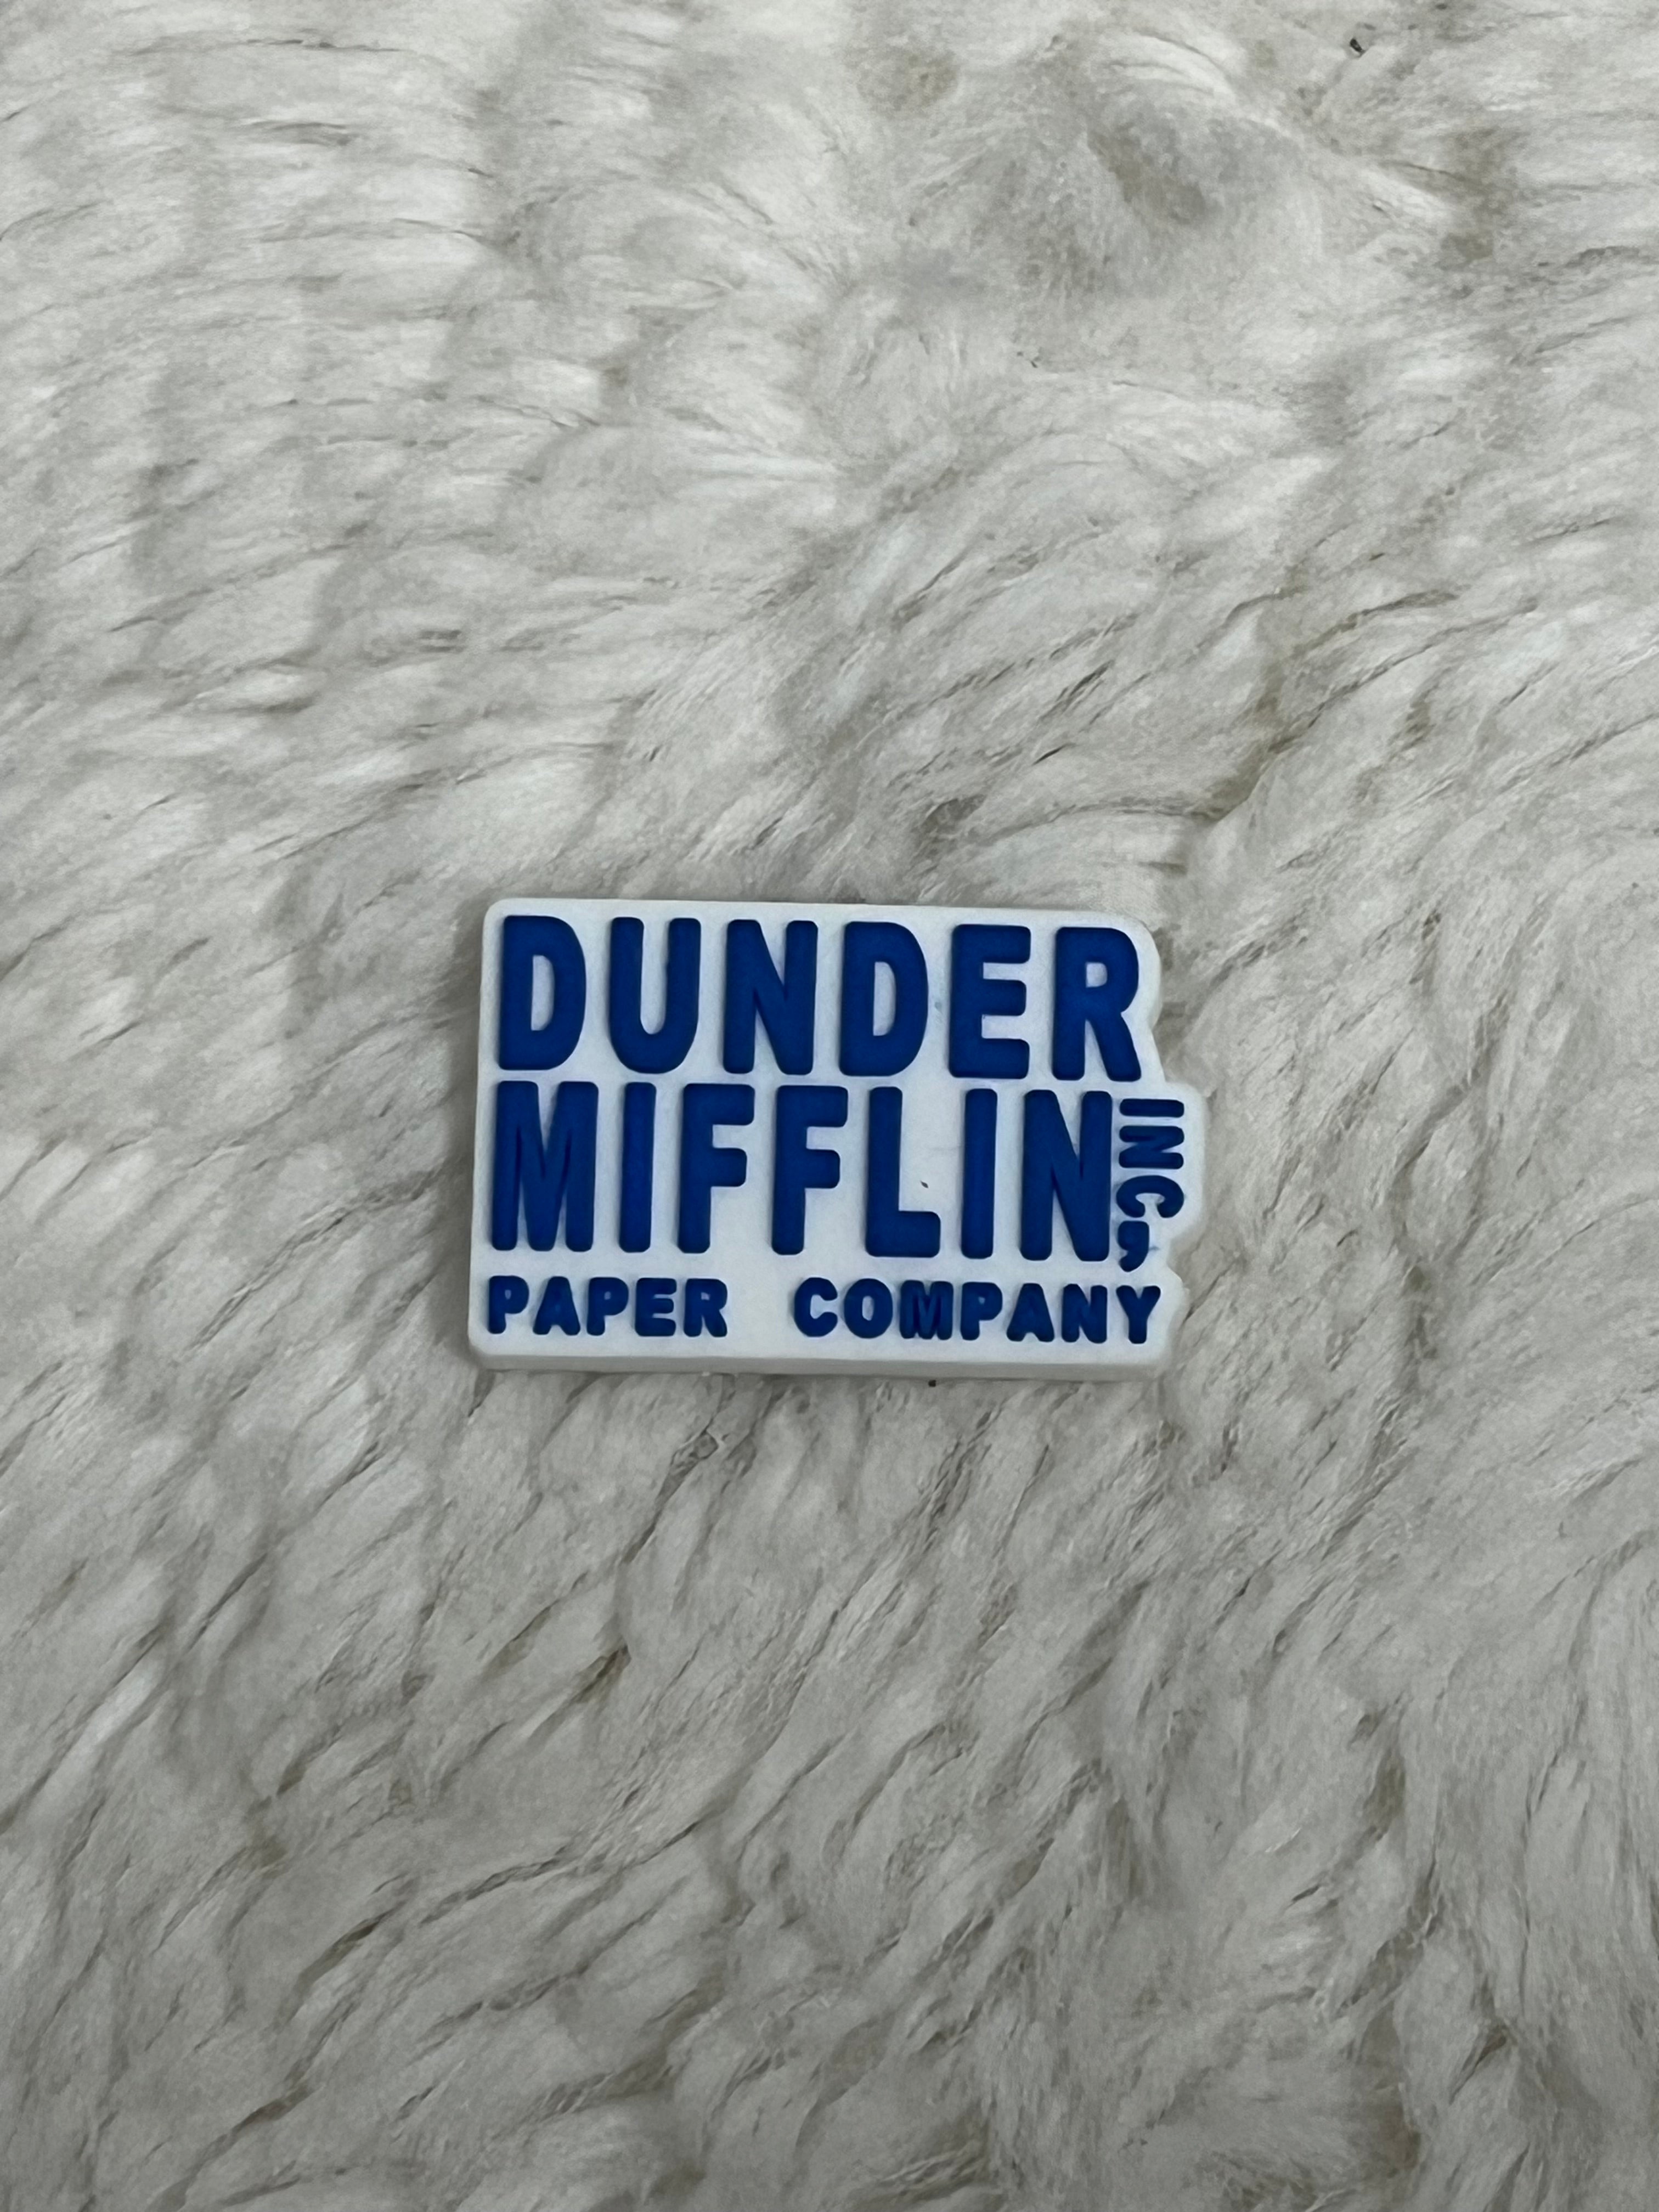 DUNDER
MIFFLIN
INC.,
PAPER COMPANY